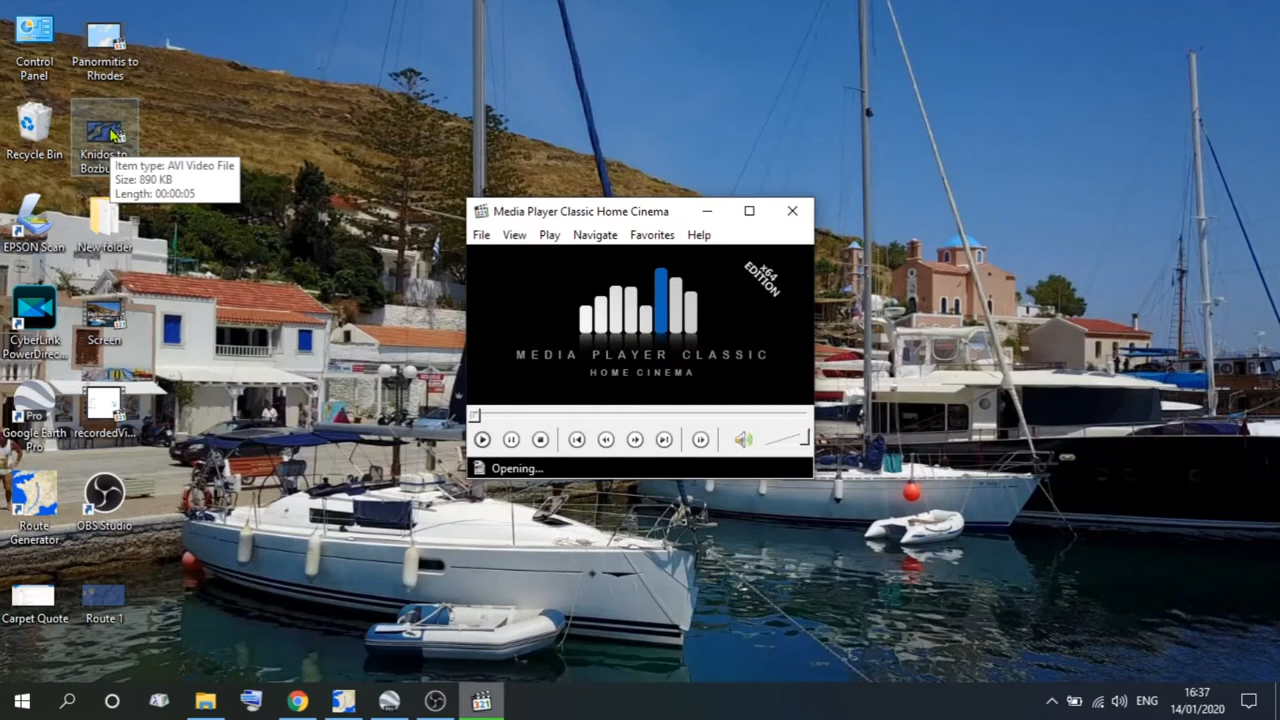 Control
Panel
Panormitis to
Rhodes
Recycle Bin
Knidos to
Bozbu
Item type: AVI Video File
Size: 890 KB
Length: 00:00:05
EPSON Scan
New folder
CyberLink
PowerDirec...
Screen
Pro
Google Earth
Pro
recordedVi...
Route
Generator
OBS Studio
Carpet Quote
Route 1
321
Media Player Classic Home Cinema
File View Play Navigate Favorites Help
x64
EDITION
MEDIA PLAYER CLASSIC
HOME CINEMA
Opening...
321
ENG
16:37
14/01/2020